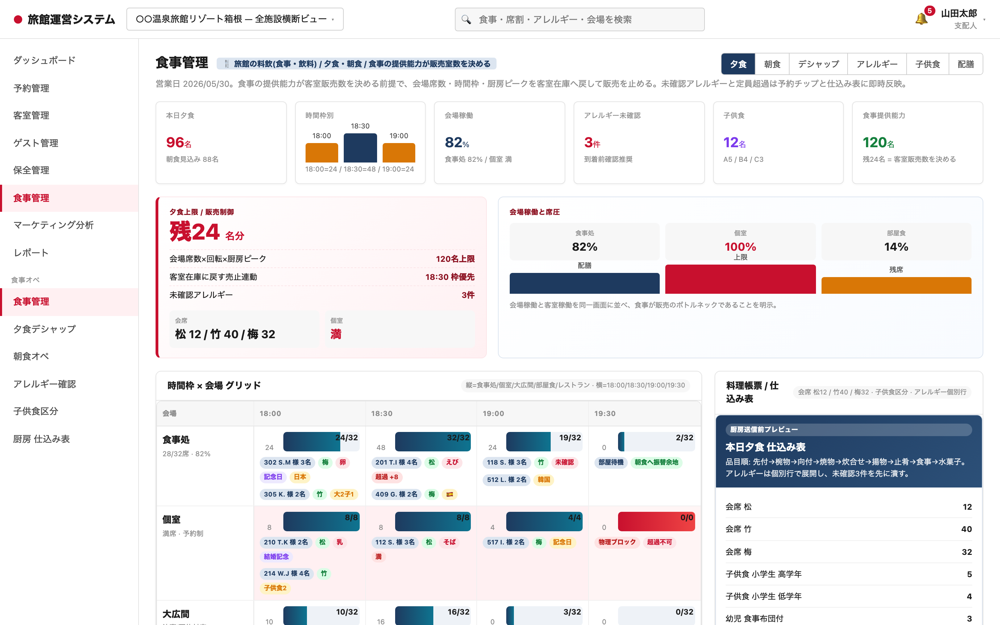 旅館運営システム
〇〇温泉旅館リゾート箱根 — 全施設横断ビュー
食事・席割・アレルギー・会場を検索
5
山田太郎
支配人
ダッシュボード
予約管理
客室管理
ゲスト管理
保全管理
食事管理
マーケティング分析
レポート
食事オペ
食事管理
夕食デシャップ
朝食オペ
アレルギー確認
子供食区分
厨房 仕込み表
食事管理
旅館の料飲(食事・飲料) / 夕食・朝食 / 食事の提供能力が販売室数を決める
夕食
朝食
デシャップ
アレルギー
子供食
配膳
営業日 2026/05/30。食事の提供能力が客室販売数を決める前提で、会場席数・時間枠・厨房ピークを客室在庫へ戻して販売を止める。未確認アレルギーと定員超過は予約チップと仕込み表に即時反映。
本日夕食
96名
朝食見込み 88名
時間枠別
18:00
18:30
19:00
18:00=24 / 18:30=48 / 19:00=24
会場稼働
82%
食事処 82% / 個室 満
アレルギー未確認
3件
到着前確認推奨
子供食
12名
A5 / B4 / C3
食事提供能力
120名
残24名 = 客室販売数を決める
夕食上限 / 販売制御
残24 名分
会場席数×回転×厨房ピーク 120名上限
客室在庫に戻す売止連動 18:30 枠優先
未確認アレルギー 3件
会席
松 12 / 竹 40 / 梅 32
個室
満
会場稼働と席圧
食事処
82%
個室
100%
部屋食
14%
配膳
上限
残席
会場稼働と客室稼働を同一画面に並べ、食事が販売のボトルネックであることを明示。
時間枠 × 会場 グリッド
縦=食事処/個室/大広間/部屋食/レストラン · 横=18:00/18:30/19:00/19:30
会場 18:00 18:30 19:00 19:30
食事処
28/32席 · 82%
24 24/32
302 S.M 様 3名 梅 卵
記念日 日本
305 K. 様 2名 竹 大2子1
48 32/32
201 T.I 様 4名 松 えび
超過 +8
409 G. 様 2名 梅
24 19/32
118 S. 様 3名 竹 未確認
512 L. 様 2名 韓国
0 2/32
部屋待機 朝食へ振替余地
個室
満席 · 予約制
8 8/8
210 T.K 様 2名 松 乳
結婚記念
214 W.J 様 4名 竹
子供食2
8 8/8
112 S. 様 3名 松 そば
満
4 4/4
517 I. 様 2名 梅 記念日
0 0/0
物理ブロック 超過不可
大広間
10 10/32
16 16/32
0 3/32
0 0/32
料理帳票 / 仕
込み表
会席 松12 / 竹40 / 梅32 · 子供食区分 · アレルギー個別行
厨房送信前プレビュー
本日夕食 仕込み表
品目順: 先付→椀物→向付→焼物→炊合せ→揚物→止肴→食事→水菓子。
アレルギーは個別行で展開し、未確認3件を先に潰す。
会席 松 12
会席 竹 40
会席 梅 32
子供食 小学生 高学年 5
子供食 小学生 低学年 4
幼児 食事布団付 3